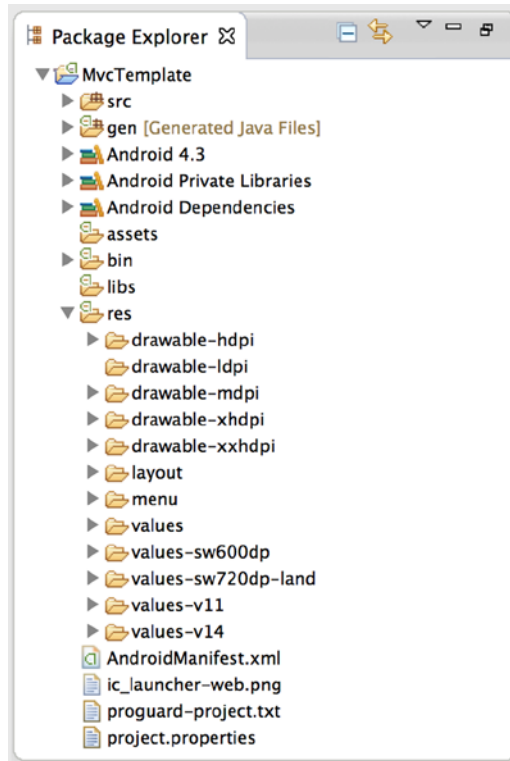 Package Explorer
MvcTemplate
src
gen [Generated Java Files]
Android 4.3
Android Private Libraries
Android Dependencies
assets
bin
libs
res
drawable-hdpi
drawable-ldpi
drawable-mdpi
drawable-xhdpi
drawable-xxhdpi
layout
menu
values
values-sw600dp
values-sw720dp-land
values-v11
values-v14
AndroidManifest.xml
ic_launcher-web.png
proguard-project.txt
project.properties